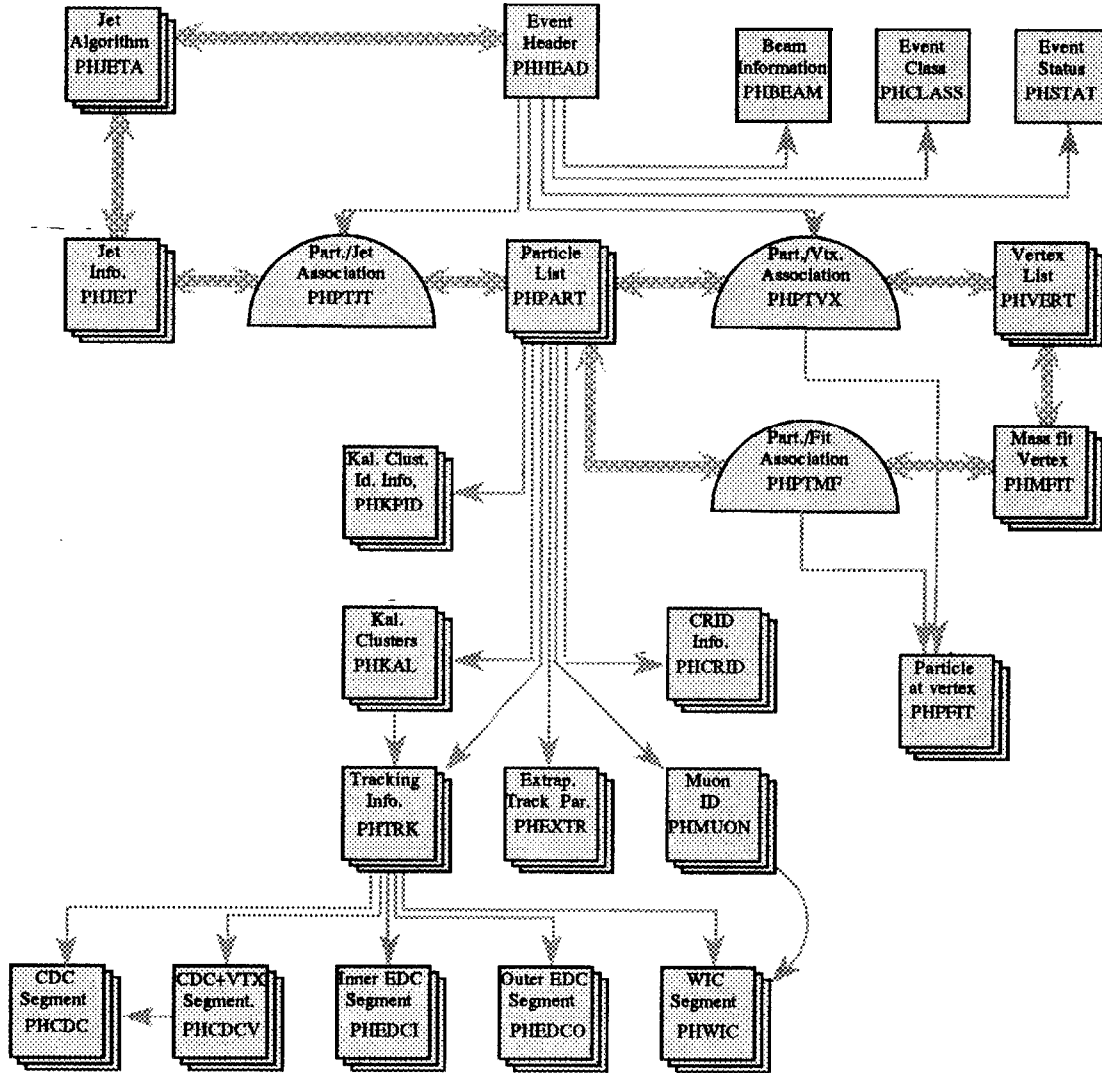 Jet
Algorithm
PHJETA
Event
Header
PHHEAD
Beam
Information
PHBEAM
Event
Class
PHCLASS
Event
Status
PHSTAT
Jet
Info.
PHJET
Part./Jet
Association
PHPTJT
Particle
List
PHPART
Part./Vtx.
Association
PHPTVX
Vertex
List
PHVERT
Kal. Clust.
Id. Info,
PHKPID
Part./Fit
Association
PHPTMF
Mass fit
Vertex
PHMFIT
Kal.
Clusters
PHKAL
CRID
Info.
PHCRID
Particle
at vertex
PHPFIT
Tracking
Info.
PHTRK
Extrap.
Track Par.
PHEXTR
Muon
ID
PHMUON
CDC
Segment
PHCDC
CDC+VTX
Segment.
PHCDCV
Inner EDC
Segment
PHEDCI
Outer EDC
Segment
PHEDCO
WIC
Segment
PHWIC